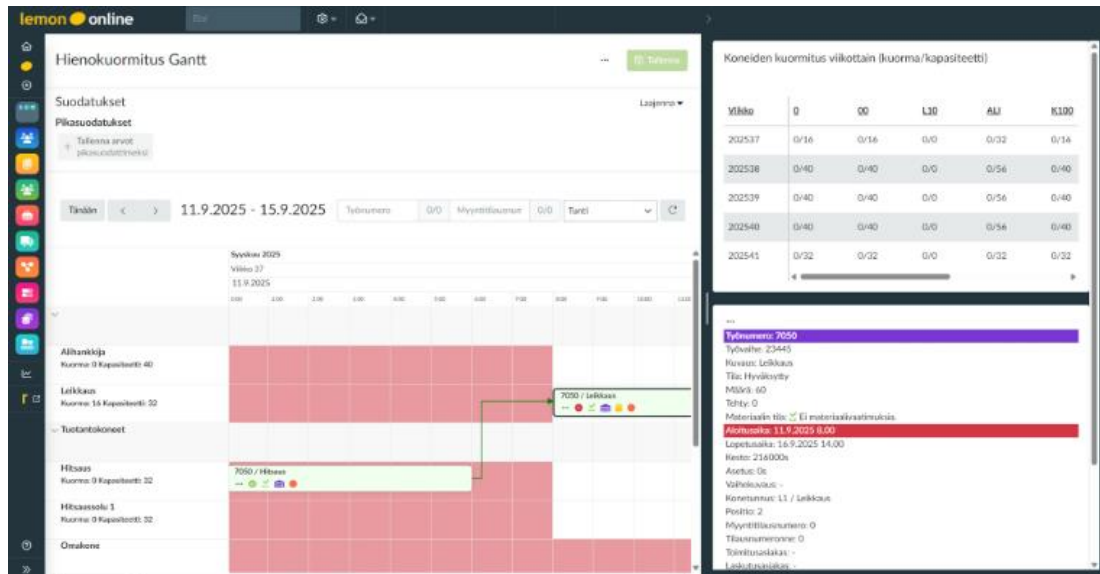 lemon online
Etsi
Hienokuormitus Gantt
Tallenna
Suodatukset
Laajenna
Pikasuodatukset
+ Tallenna arvot
pikasuodattimeksi
Tänään
11.9.2025 - 15.9.2025
Työnumero
0/0
Myyntitilausnue
0/0
Tunti
Syyskuu 2025
Viikko 37
11.9.2025
Alihankkija
Kuorma: 0 Kapasiteetti: 40
Leikkaus
Kuorma: 16 Kapasiteetti: 32
7050 / Leikkaus
Tuotantokoneet
Hitsaus
Kuorma: 0 Kapasiteetti: 32
7050 / Hitsaus
Hitsaussolu 1
Kuorma: 0 Kapasiteetti: 32
Omakone
Koneiden kuormitus viikottain (kuorma/kapasiteetti)
Viikko 0 00 L10 ALI K100
202537 0/16 0/16 0/0 0/32 0/16
202538 0/40 0/40 0/0 0/56 0/40
202539 0/40 0/40 0/0 0/56 0/40
202540 0/40 0/40 0/0 0/56 0/40
202541 0/32 0/32 0/0 0/32 0/32
...
Työnumero: 7050
Työvaihe: 23445
Kuvaus: Leikkaus
Tila: Hyväksytty
Määrä: 60
Tehty: 0
Materiaalin tila: Ei materiaalivaatimuksia.
Aloitusaika: 11.9.2025 8.00
Lopetusaika: 16.9.2025 14.00
Kesto: 216000s
Asetus: 0s
Vaihekuvaus: -
Konetunnus: L1 / Leikkaus
Positio: 2
Myyntitilausnumero: 0
Tilausnumeronne: 0
Toimitusasiakas: -
Laskutusasiakas: -